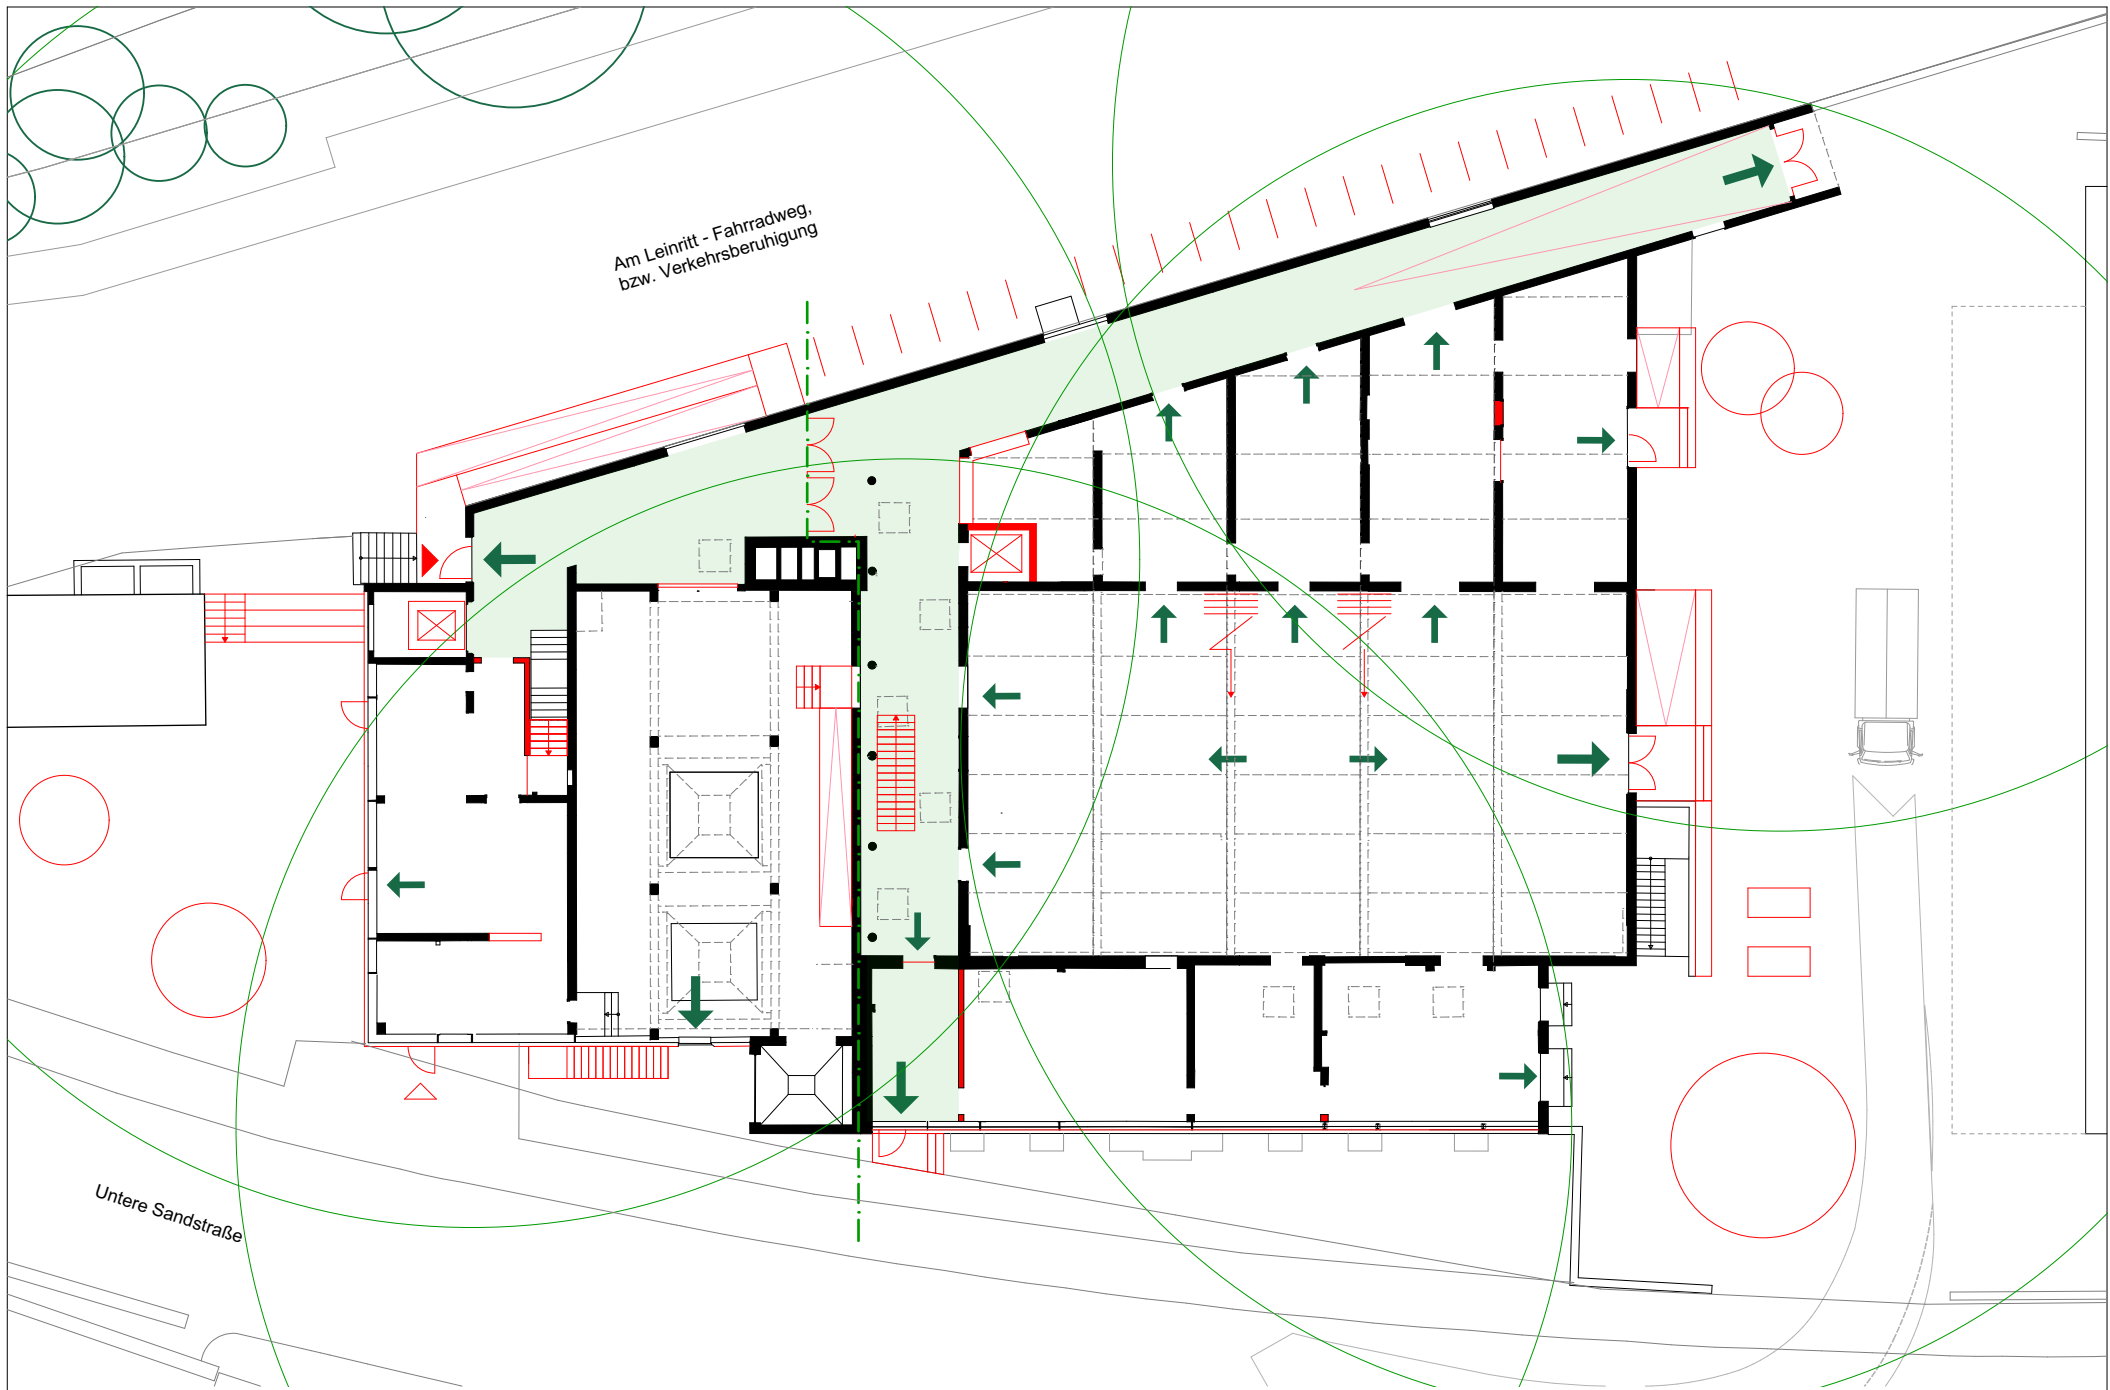 Am Leinritt - Fahrradweg,
bzw. Verkehrsberuhigung
Untere Sandstraße